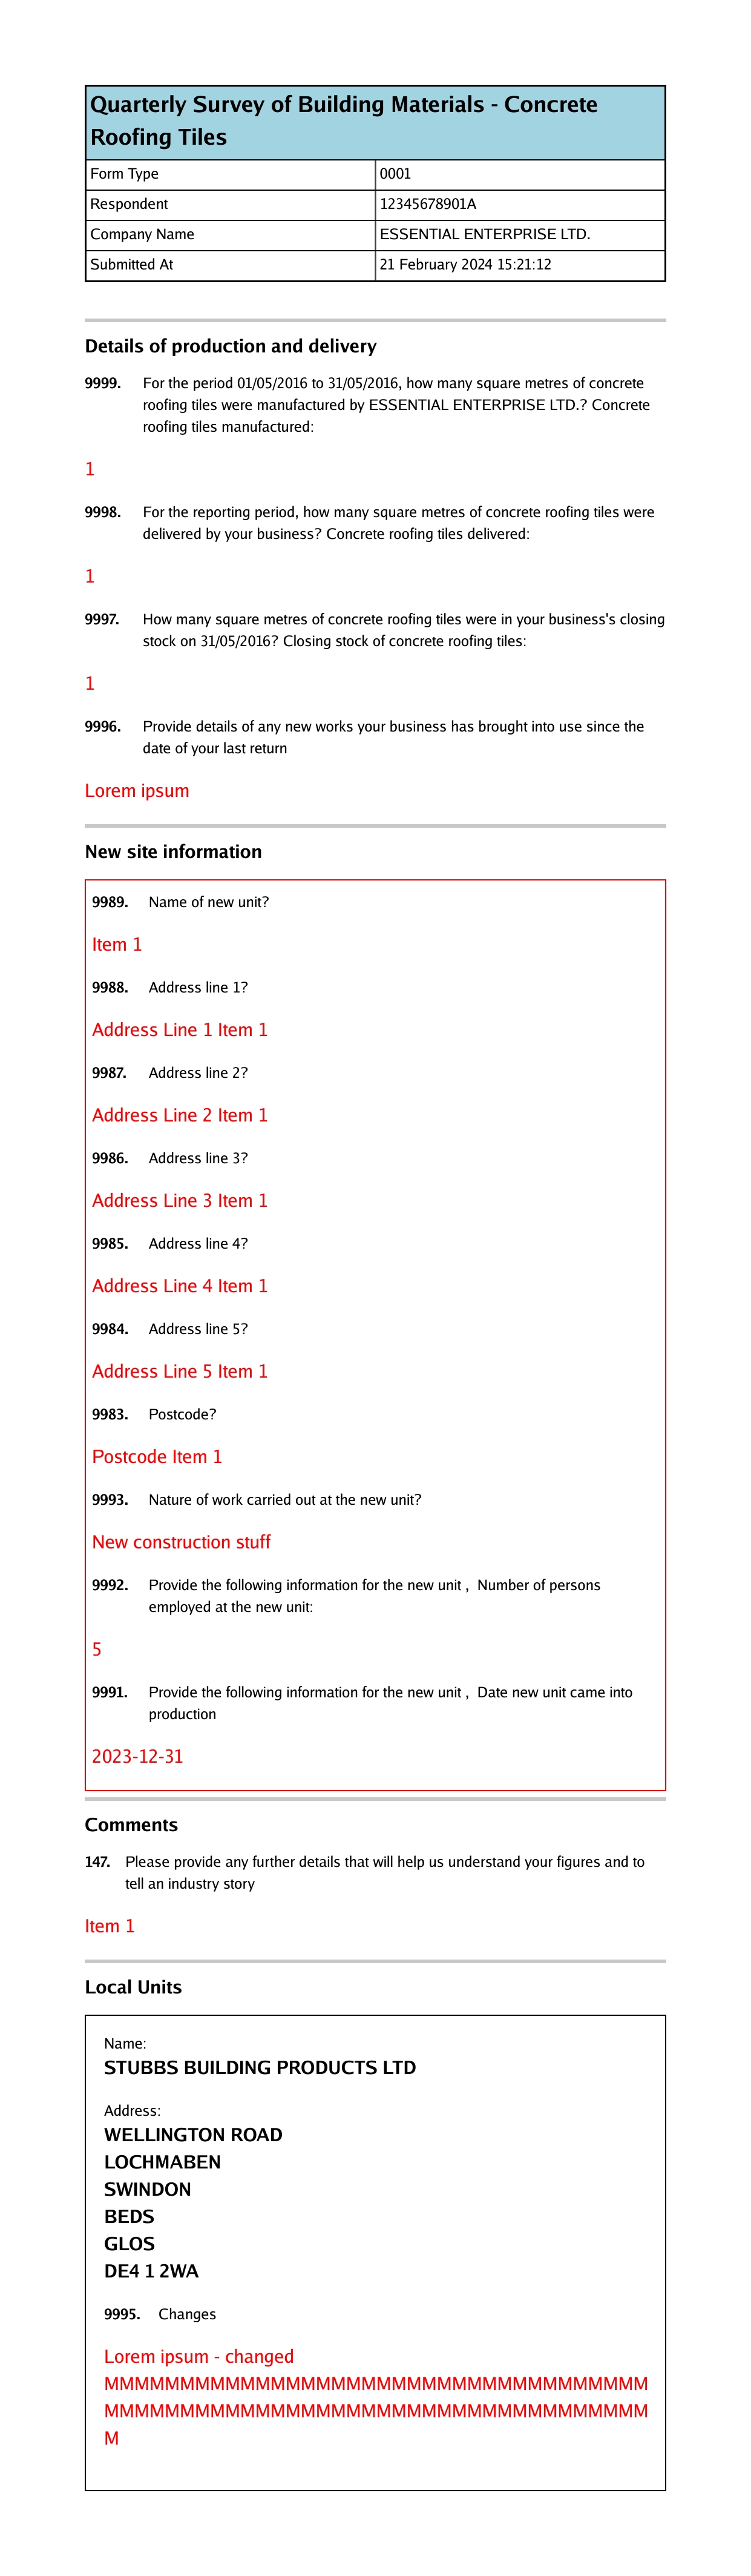 Quarterly Survey of Building Materials - Concrete
Roofing Tiles
Form Type 0001
Respondent 12345678901A
Company Name ESSENTIAL ENTERPRISE LTD.
Submitted At 21 February 2024 15:21:12
Details of production and delivery
9999. For the period 01/05/2016 to 31/05/2016, how many square metres of concrete
roofing tiles were manufactured by ESSENTIAL ENTERPRISE LTD.? Concrete
roofing tiles manufactured:
1
9998. For the reporting period, how many square metres of concrete roofing tiles were
delivered by your business? Concrete roofing tiles delivered:
1
9997. How many square metres of concrete roofing tiles were in your business's closing
stock on 31/05/2016? Closing stock of concrete roofing tiles:
1
9996. Provide details of any new works your business has brought into use since the
date of your last return
Lorem ipsum
New site information
9989. Name of new unit?
Item 1
9988. Address line 1?
Address Line 1 Item 1
9987. Address line 2?
Address Line 2 Item 1
9986. Address line 3?
Address Line 3 Item 1
9985. Address line 4?
Address Line 4 Item 1
9984. Address line 5?
Address Line 5 Item 1
9983. Postcode?
Postcode Item 1
9993. Nature of work carried out at the new unit?
New construction stuff
9992. Provide the following information for the new unit , Number of persons
employed at the new unit:
5
9991. Provide the following information for the new unit , Date new unit came into
production
2023-12-31
Comments
147. Please provide any further details that will help us understand your figures and to
tell an industry story
Item 1
Local Units
Name:
STUBBS BUILDING PRODUCTS LTD
Address:
WELLINGTON ROAD
LOCHMABEN
SWINDON
BEDS
GLOS
DE4 1 2WA
9995. Changes
Lorem ipsum - changed
MMMMMMMMMMMMMMMMMMMMMMMMMMMMMMMMMMMM
MMMMMMMMMMMMMMMMMMMMMMMMMMMMMMMMMMMM
M